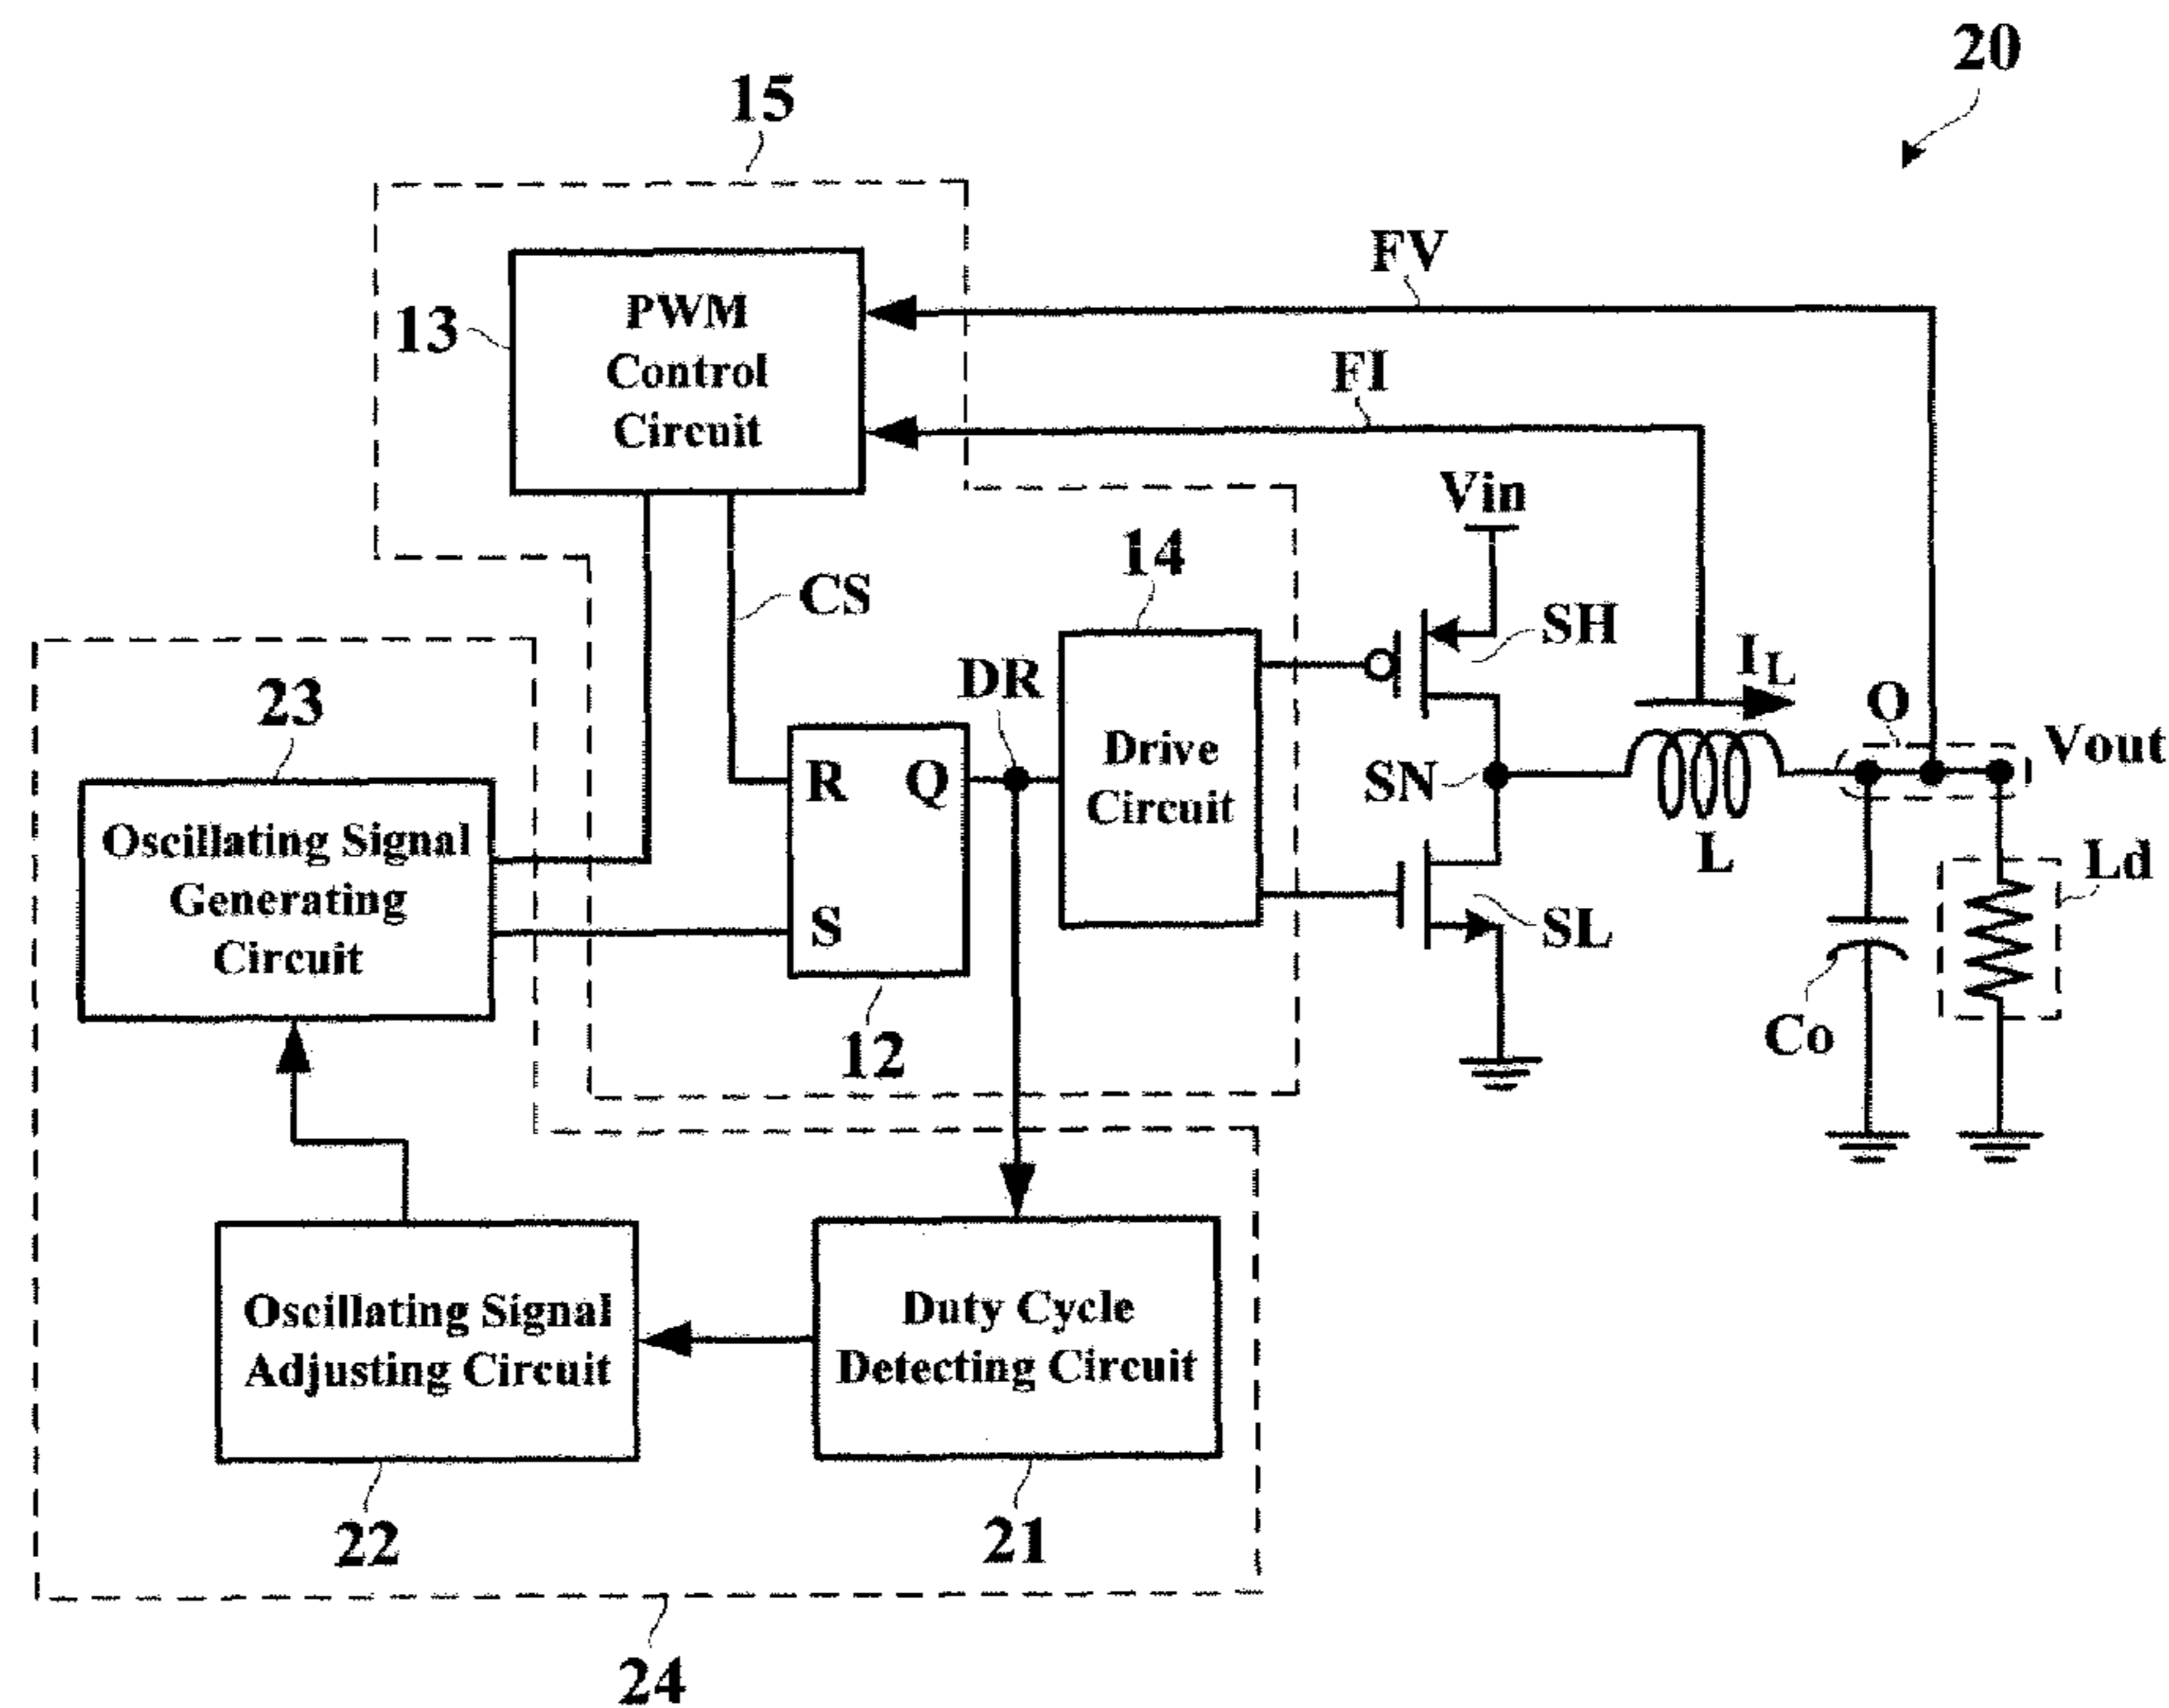 20
15
FV
13
PWM
Control
Circuit
FI
Vin
14
CS
SH
DR
I_L
O
Vout
23
Drive
Circuit
R Q
SN
Oscillating Signal
Generating
Circuit
L
Ld
S
SL
12
Co
Oscillating Signal
Adjusting Circuit
Duty Cycle
Detecting Circuit
22
21
24